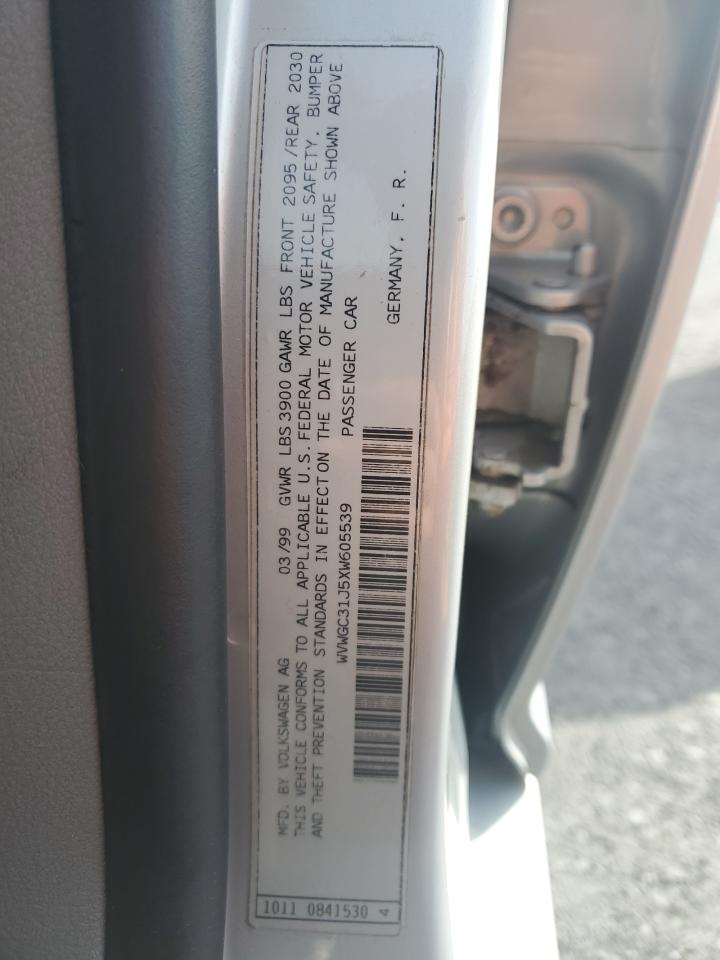 MFD. BY VOLKSWAGEN AG 03/99 GVWR LBS 3900 GAWR LBS FRONT 2095/REAR 2030
THIS VEHICLE CONFORMS TO ALL APPLICABLE U.S. FEDERAL MOTOR VEHICLE SAFETY, BUMPER
AND THEFT PREVENTION STANDARDS IN EFFECT ON THE DATE OF MANUFACTURE SHOWN ABOVE
WVWGC31J5XW605539 PASSENGER CAR
GERMANY, F. R.
1011 0841530 4